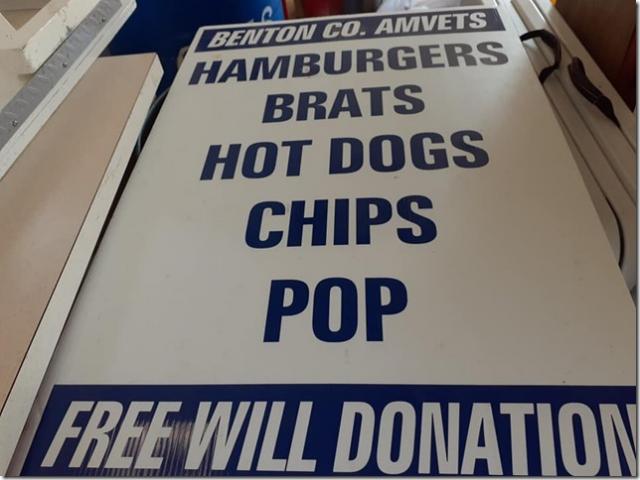 BENTON CO. AMVETS
HAMBURGERS
BRATS
HOT DOGS
CHIPS
POP
FREE WILL DONATION